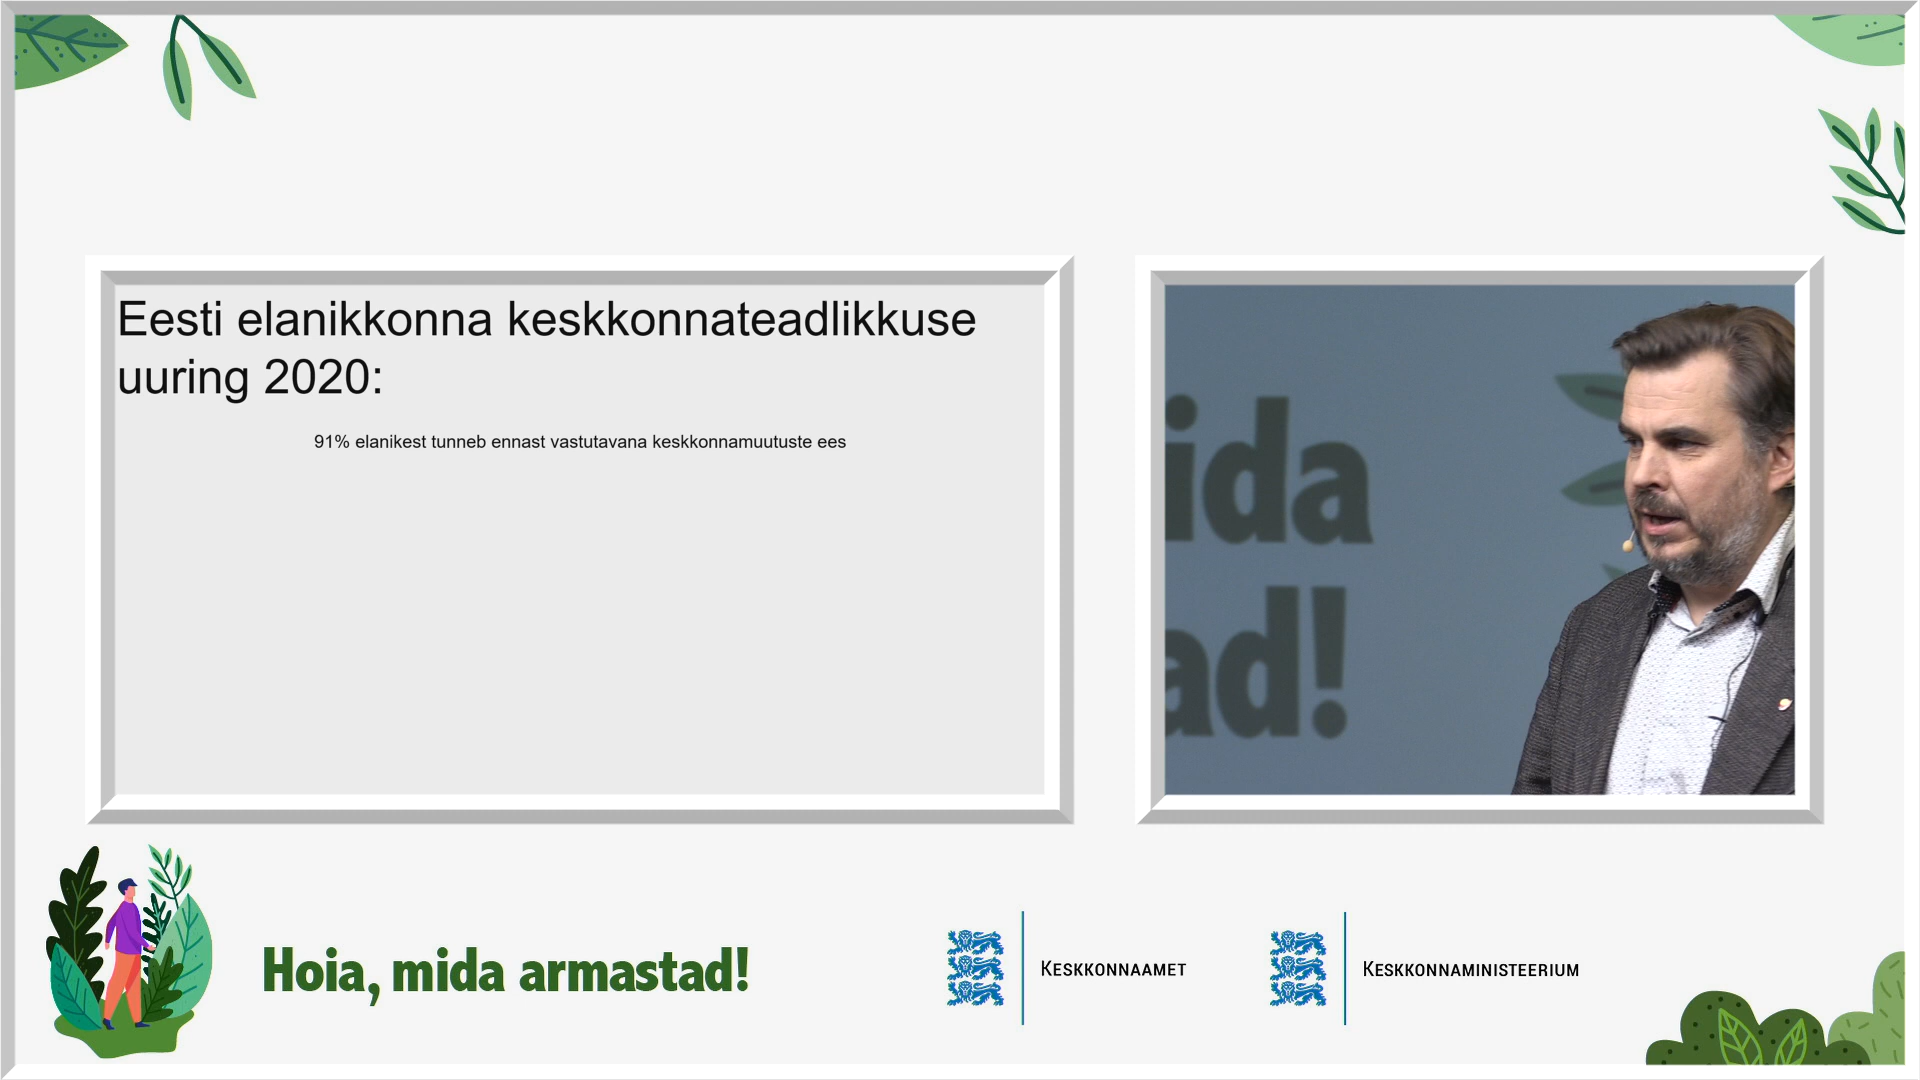 Eesti elanikkonna keskkonnateadlikkuse
uuring 2020:
91% elanikest tunneb ennast vastutavana keskkonnamuutuste ees
ida
ad!
Hoia, mida armastad!
KESKKONNAAMET
KESKKONNAMINISTEERIUM